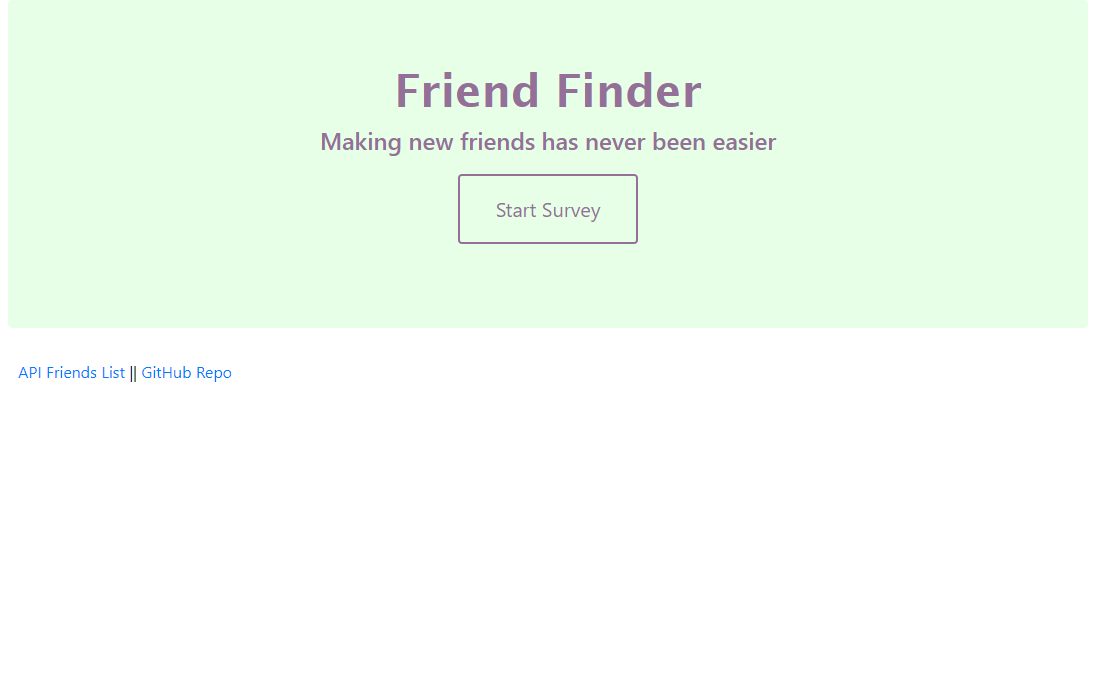 Friend Finder
Making new friends has never been easier
Start Survey
API Friends List || GitHub Repo